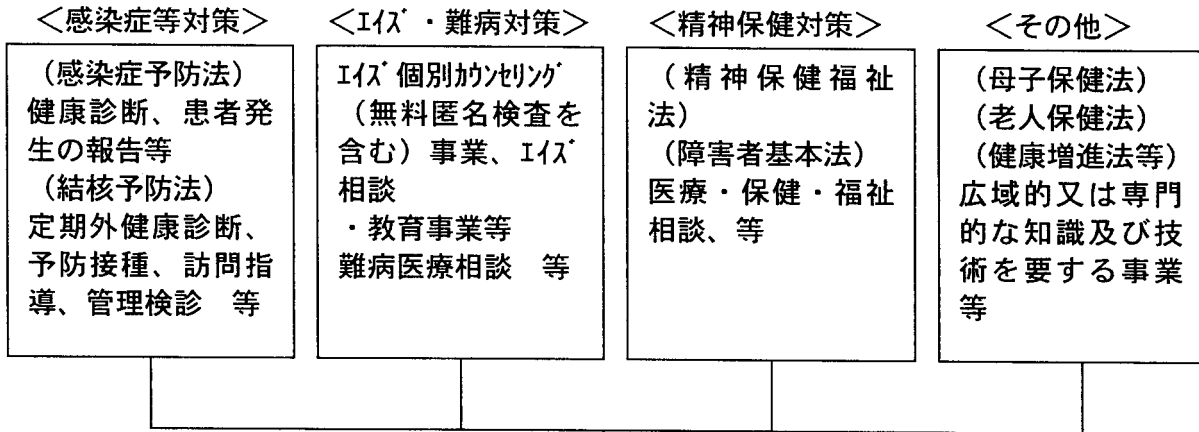 ＜感染症等対策＞
（感染症予防法）
健康診断、患者発
生の報告等
（結核予防法）
定期外健康診断、
予防接種、訪問指
導、管理検診　等
＜ｴｲｽﾞ・難病対策＞
ｴｲｽﾞ個別ｶｳﾝｾﾘﾝｸﾞ
（無料匿名検査を
含む）事業、ｴｲｽﾞ
相談
・教育事業等
難病医療相談　等
＜精神保健対策＞
（精神保健福祉
法）
（障害者基本法）
医療・保健・福祉
相談、等
＜その他＞
（母子保健法）
（老人保健法）
（健康増進法等）
広域的又は専門
的な知識及び技
術を要する事業
等